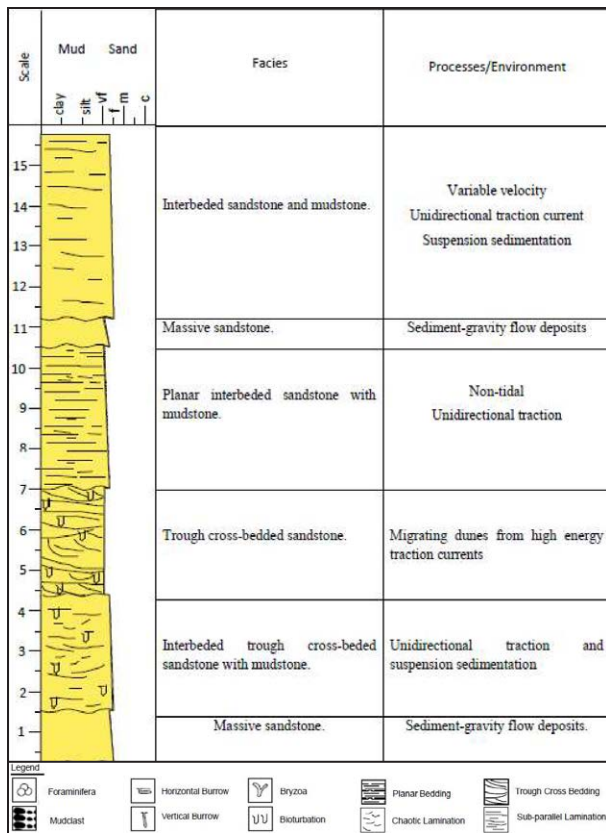 Scale
Mud Sand
clay
silt
vf
f
m
c
Facies
Processes/Environment
15
14
13
12
11
10
9
8
7
6
5
4
3
2
1
Interbeded sandstone and mudstone.
Variable velocity
Unidirectional traction current
Suspension sedimentation
Massive sandstone.
Sediment-gravity flow deposits
Planar interbeded sandstone with
mudstone.
Non-tidal
Unidirectional traction
Trough cross-bedded sandstone.
Migrating dunes from high energy
traction currents
Interbeded trough cross-beded
sandstone with mudstone.
Unidirectional traction and
suspension sedimentation
Massive sandstone.
Sediment-gravity flow deposits.
Legend
Foraminifera
Horizontal Burrow
Bryzoa
Planar Bedding
Trough Cross Bedding
Mudclast
Vertical Burrow
Bioturbation
Chaotic Lamination
Sub-parallel Lamination